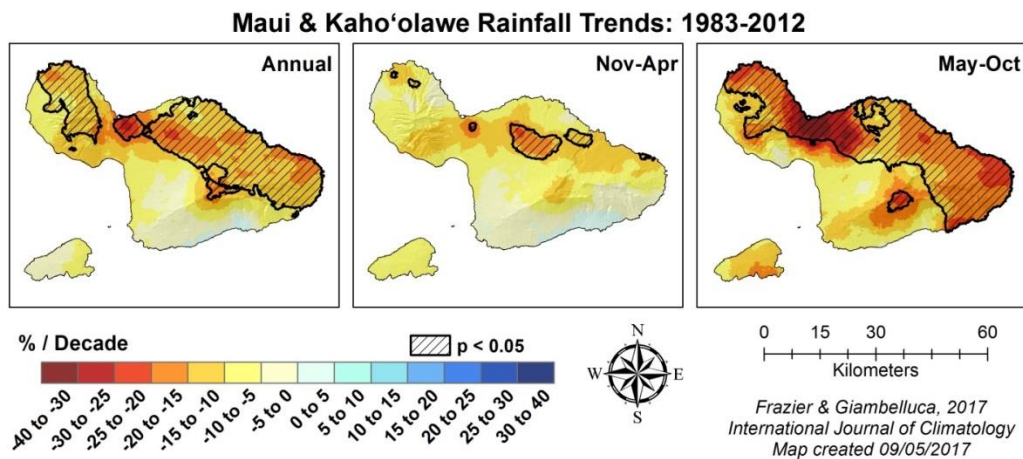 Maui & Kahoʻolawe Rainfall Trends: 1983-2012
Annual
Nov-Apr
May-Oct
% / Decade
p < 0.05
-40 to -30
-30 to -25
-25 to -20
-20 to -15
-15 to -10
-10 to -5
-5 to 0
0 to 5
5 to 10
10 to 15
15 to 20
20 to 25
25 to 30
30 to 40
N
W E
S
0 15 30 60
Kilometers
Frazier & Giambelluca, 2017
International Journal of Climatology
Map created 09/05/2017